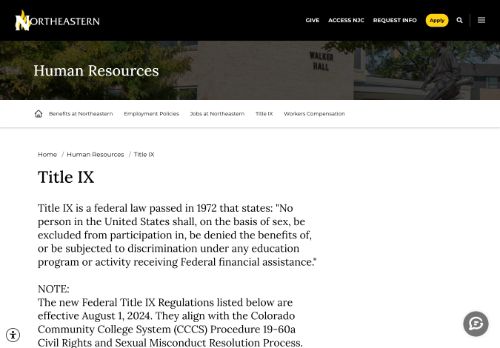 NORTHEASTERN
GIVE ACCESS NJC REQUEST INFO Apply
WALKER
HALL
Human Resources
Benefits at Northeastern Employment Policies Jobs at Northeastern Title IX Workers Compensation
Home / Human Resources / Title IX
Title IX
Title IX is a federal law passed in 1972 that states: "No
person in the United States shall, on the basis of sex, be
excluded from participation in, be denied the benefits of,
or be subjected to discrimination under any education
program or activity receiving Federal financial assistance."
NOTE:
The new Federal Title IX Regulations listed below are
effective August 1, 2024. They align with the Colorado
Community College System (CCCS) Procedure 19-60a
Civil Rights and Sexual Misconduct Resolution Process.